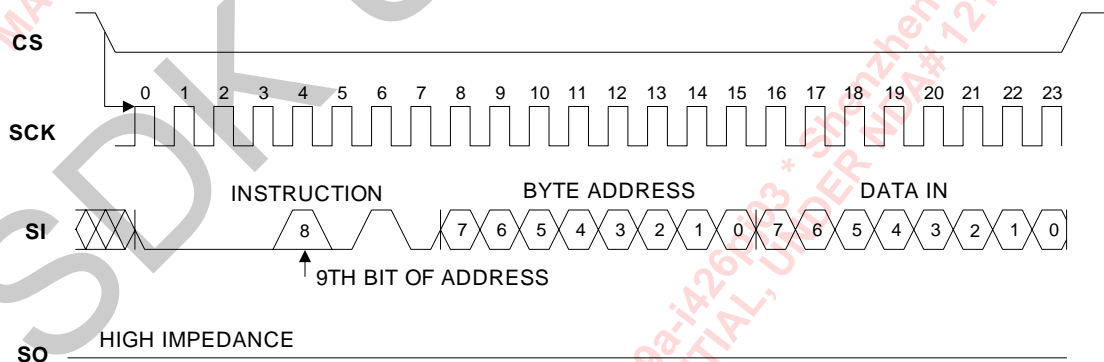 CS
0 1 2 3 4 5 6 7 8 9 10 11 12 13 14 15 16 17 18 19 20 21 22 23
SCK
INSTRUCTION BYTE ADDRESS DATA IN
SI 8 7 6 5 4 3 2 1 0 7 6 5 4 3 2 1 0
9TH BIT OF ADDRESS
HIGH IMPEDANCE
SO
SDK